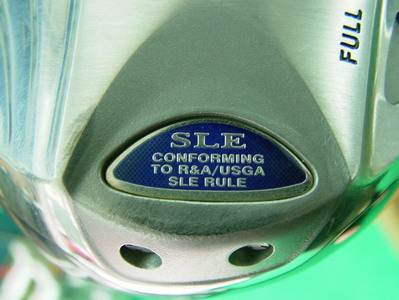 SLE
CONFORMING
TO R&A/USGA
SLE RULE
FULL